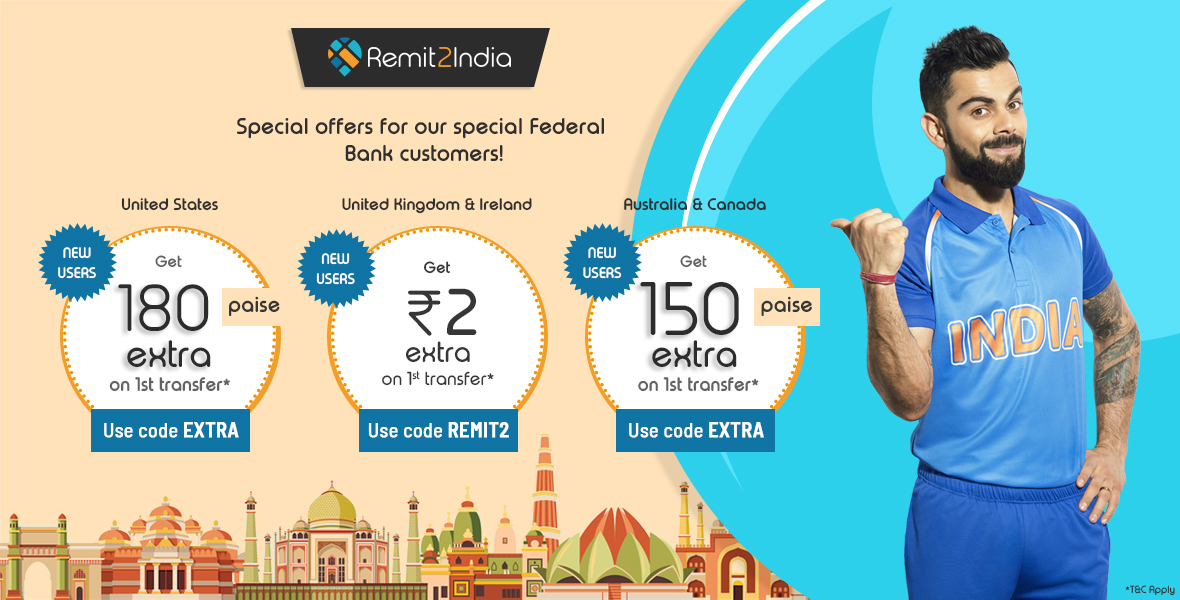 Remit2India
Special offers for our special Federal
Bank customers!
United States
NEW
USERS
Get
180 paise
extra
on 1st transfer*
Use code EXTRA
United Kingdom & Ireland
NEW
USERS
Get
₹2
extra
on 1st transfer*
Use code REMIT2
Australia & Canada
NEW
USERS
Get
150 paise
extra
on 1st transfer*
Use code EXTRA
INDIA
*T&C Apply